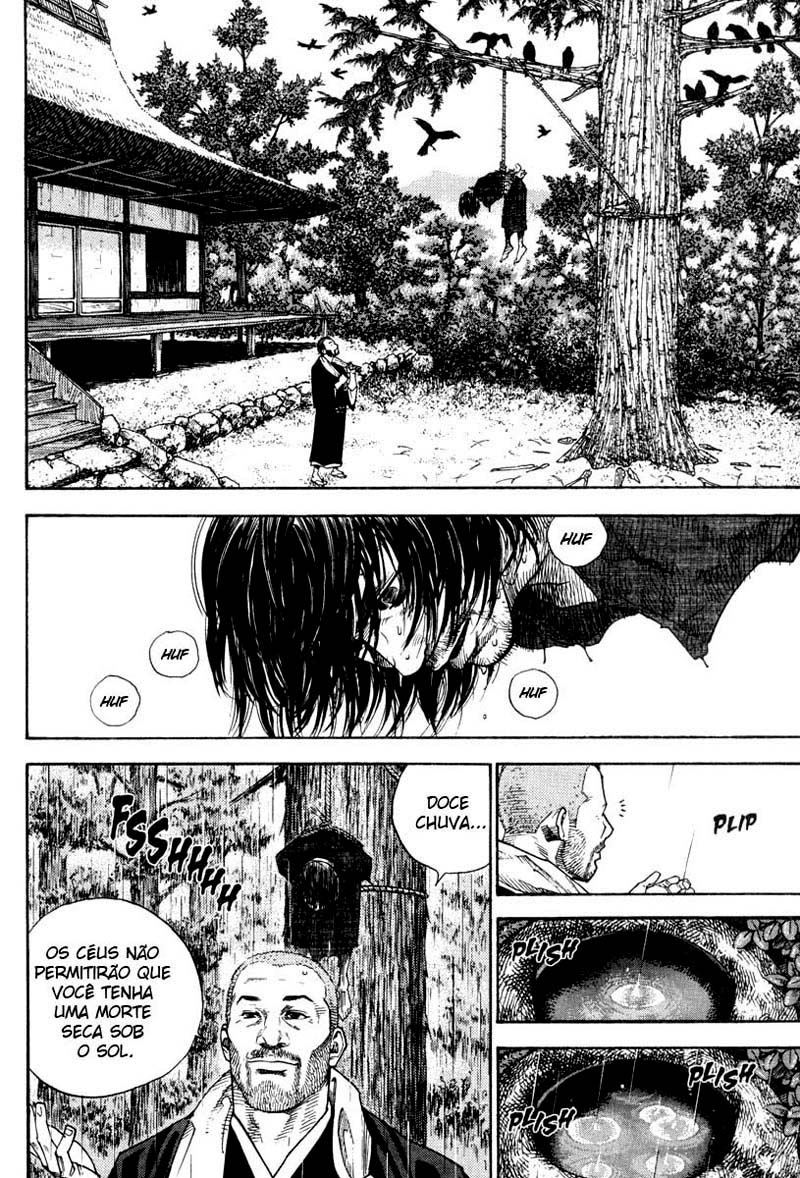 HUF
HUF
HUF
HUF
PLIP
PLISH
PLISH
PLISH
FSSHHHHH
DOCE
CHUVA...
OS CÉUS NÃO
PERMITIRÃO QUE
VOCÊ TENHA
UMA MORTE
SECA SOB
O SOL.